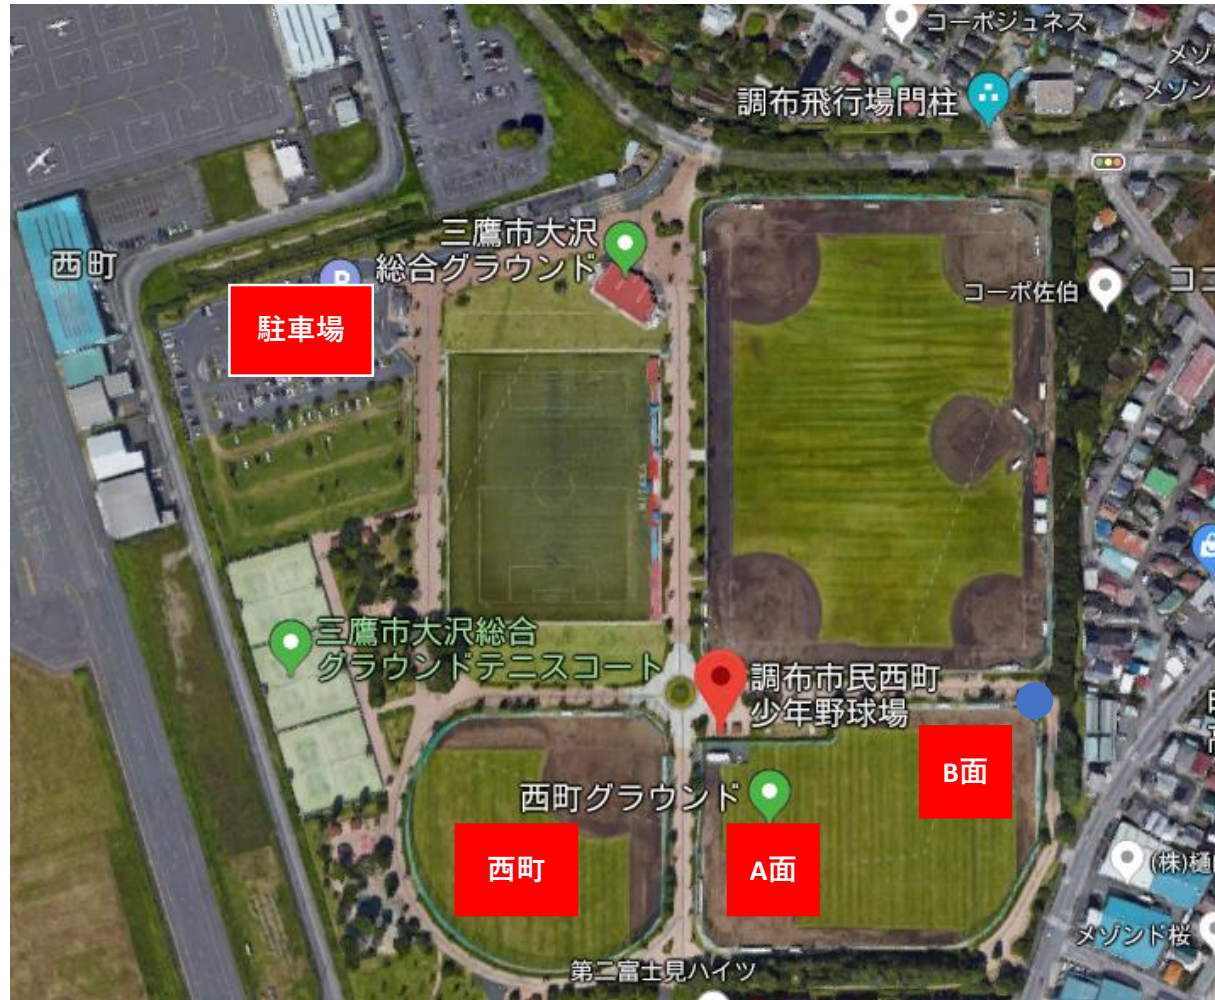 コーポジュネス
メゾ
メゾン
調布飛行場門柱
三鷹市大沢
総合グラウンド
西町
P
コーポ佐伯
コニ
駐車場
三鷹市大沢総合
グラウンドテニスコート
調布市民西町
少年野球場
B面
西町グラウンド
西町
A面
(株)樋
メゾンド桜
第二富士見ハイツ